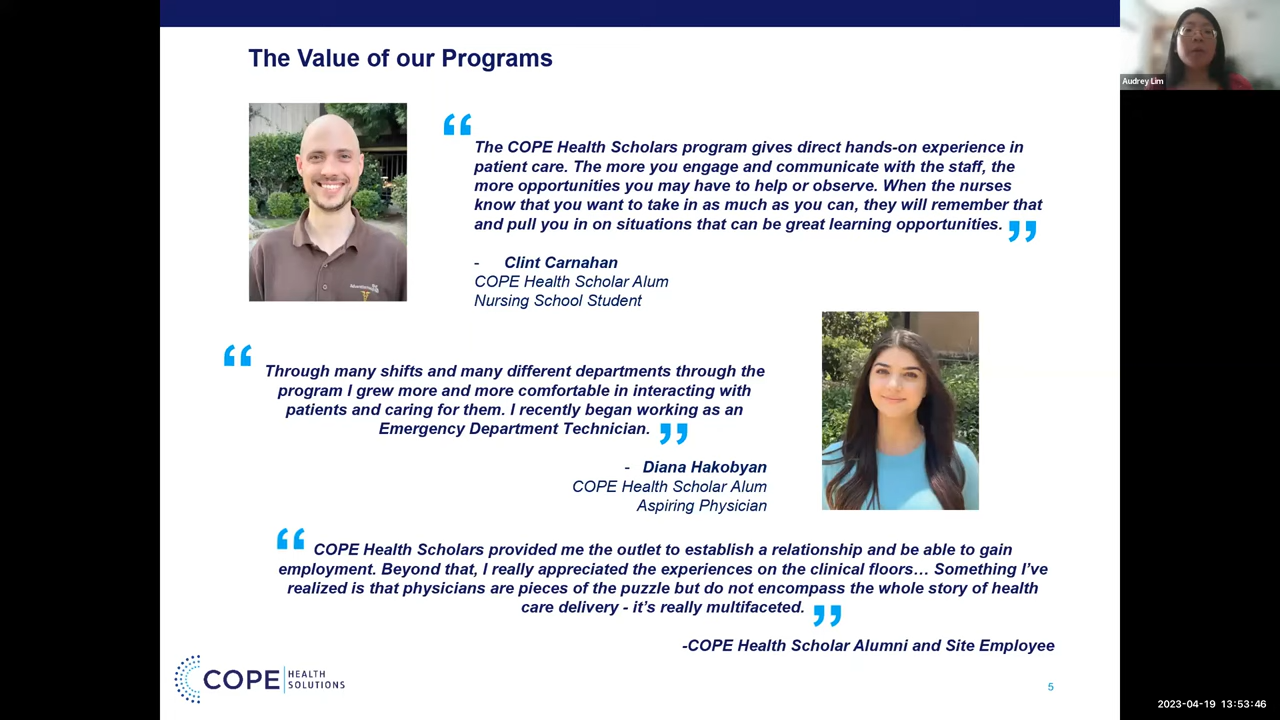 The Value of our Programs
Audrey Lim
“
The COPE Health Scholars program gives direct hands-on experience in
patient care. The more you engage and communicate with the staff, the
more opportunities you may have to help or observe. When the nurses
know that you want to take in as much as you can, they will remember that
and pull you in on situations that can be great learning opportunities. ”
- Clint Carnahan
COPE Health Scholar Alum
Nursing School Student
“
Through many shifts and many different departments through the
program I grew more and more comfortable in interacting with
patients and caring for them. I recently began working as an
Emergency Department Technician. ”
- Diana Hakobyan
COPE Health Scholar Alum
Aspiring Physician
“ COPE Health Scholars provided me the outlet to establish a relationship and be able to gain
employment. Beyond that, I really appreciated the experiences on the clinical floors… Something I’ve
realized is that physicians are pieces of the puzzle but do not encompass the whole story of health
care delivery - it’s really multifaceted. ”
-COPE Health Scholar Alumni and Site Employee
COPE HEALTH
SOLUTIONS
5
2023-04-19 13:53:46